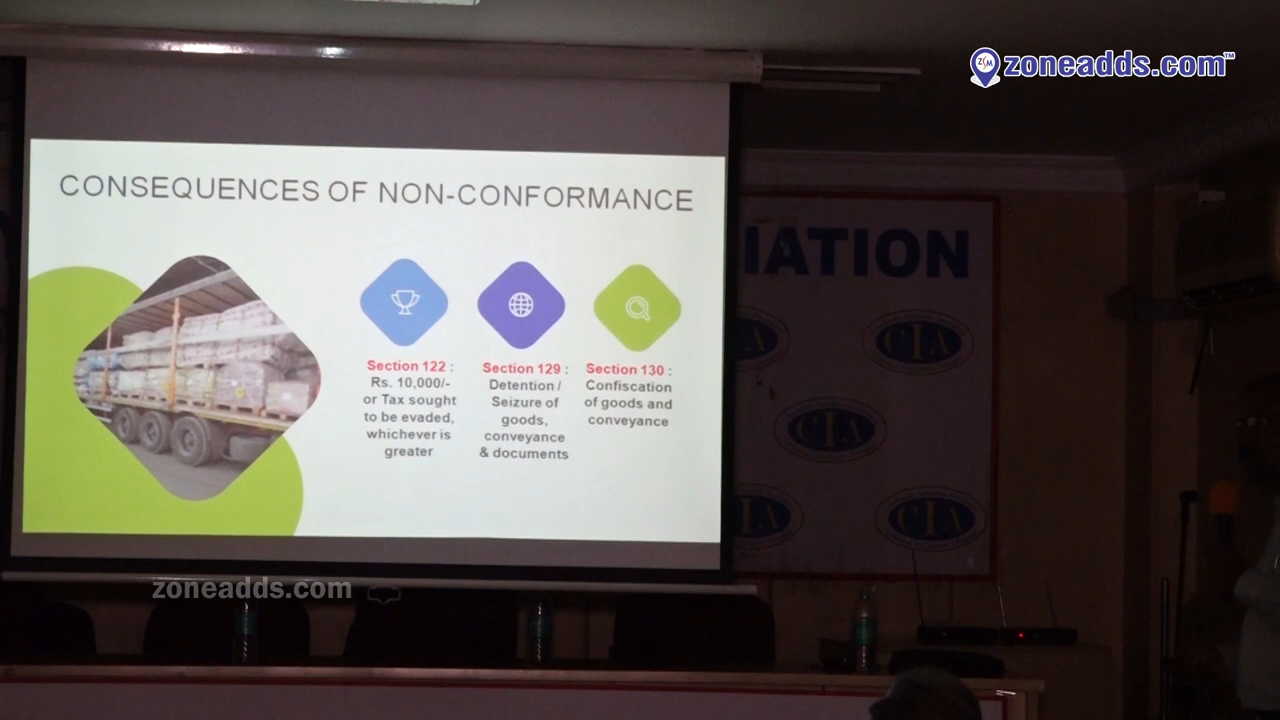 zoneadds.com™
CONSEQUENCES OF NON-CONFORMANCE
Section 122 :
Rs. 10,000/-
or Tax sought
to be evaded,
whichever is
greater
Section 129 :
Detention /
Seizure of
goods,
conveyance
& documents
Section 130 :
Confiscation
of goods and
conveyance
IATION
CIA
CIA
CIA
IA
CIA
zoneadds.com